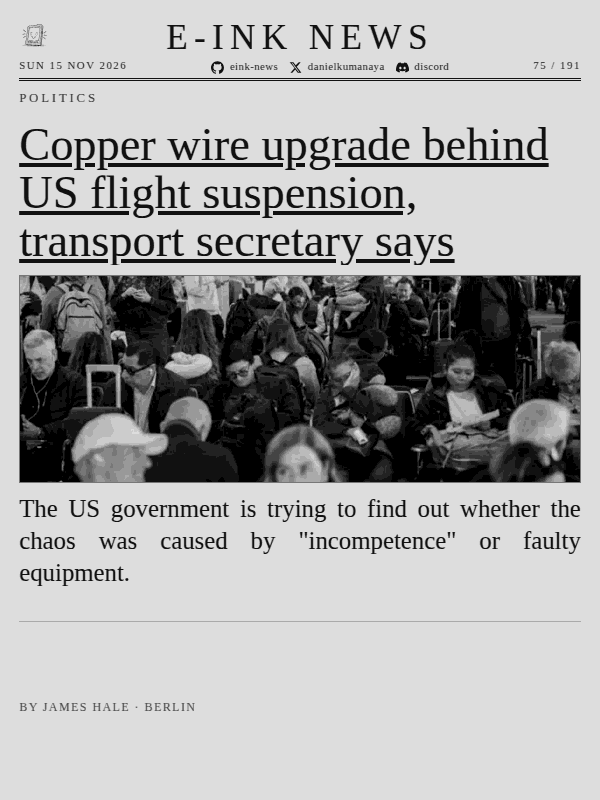 E-INK NEWS
SUN 15 NOV 2026
eink-news danielkumanaya discord
75 / 191
POLITICS
Copper wire upgrade behind
US flight suspension,
transport secretary says
The US government is trying to find out whether the
chaos was caused by "incompetence" or faulty
equipment.
BY JAMES HALE · BERLIN